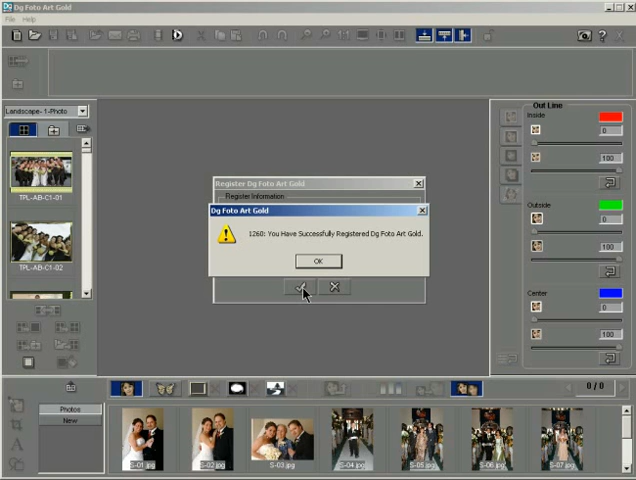 Dg Foto Art Gold
File Help
1:1
Landscape- 1-Photo
TPL-AB-C1-01
TPL-AB-C1-02
Register Dg Foto Art Gold
Register Information
Dg Foto Art Gold
1260: You Have Successfully Registered Dg Foto Art Gold.
OK
Out Line
Inside
0
100
Outside
0
100
Center
0
100
0 / 0
Photos
New
S-01.jpg
S-02.jpg
S-03.jpg
S-04.jpg
S-05.jpg
S-06.jpg
S-07.jpg